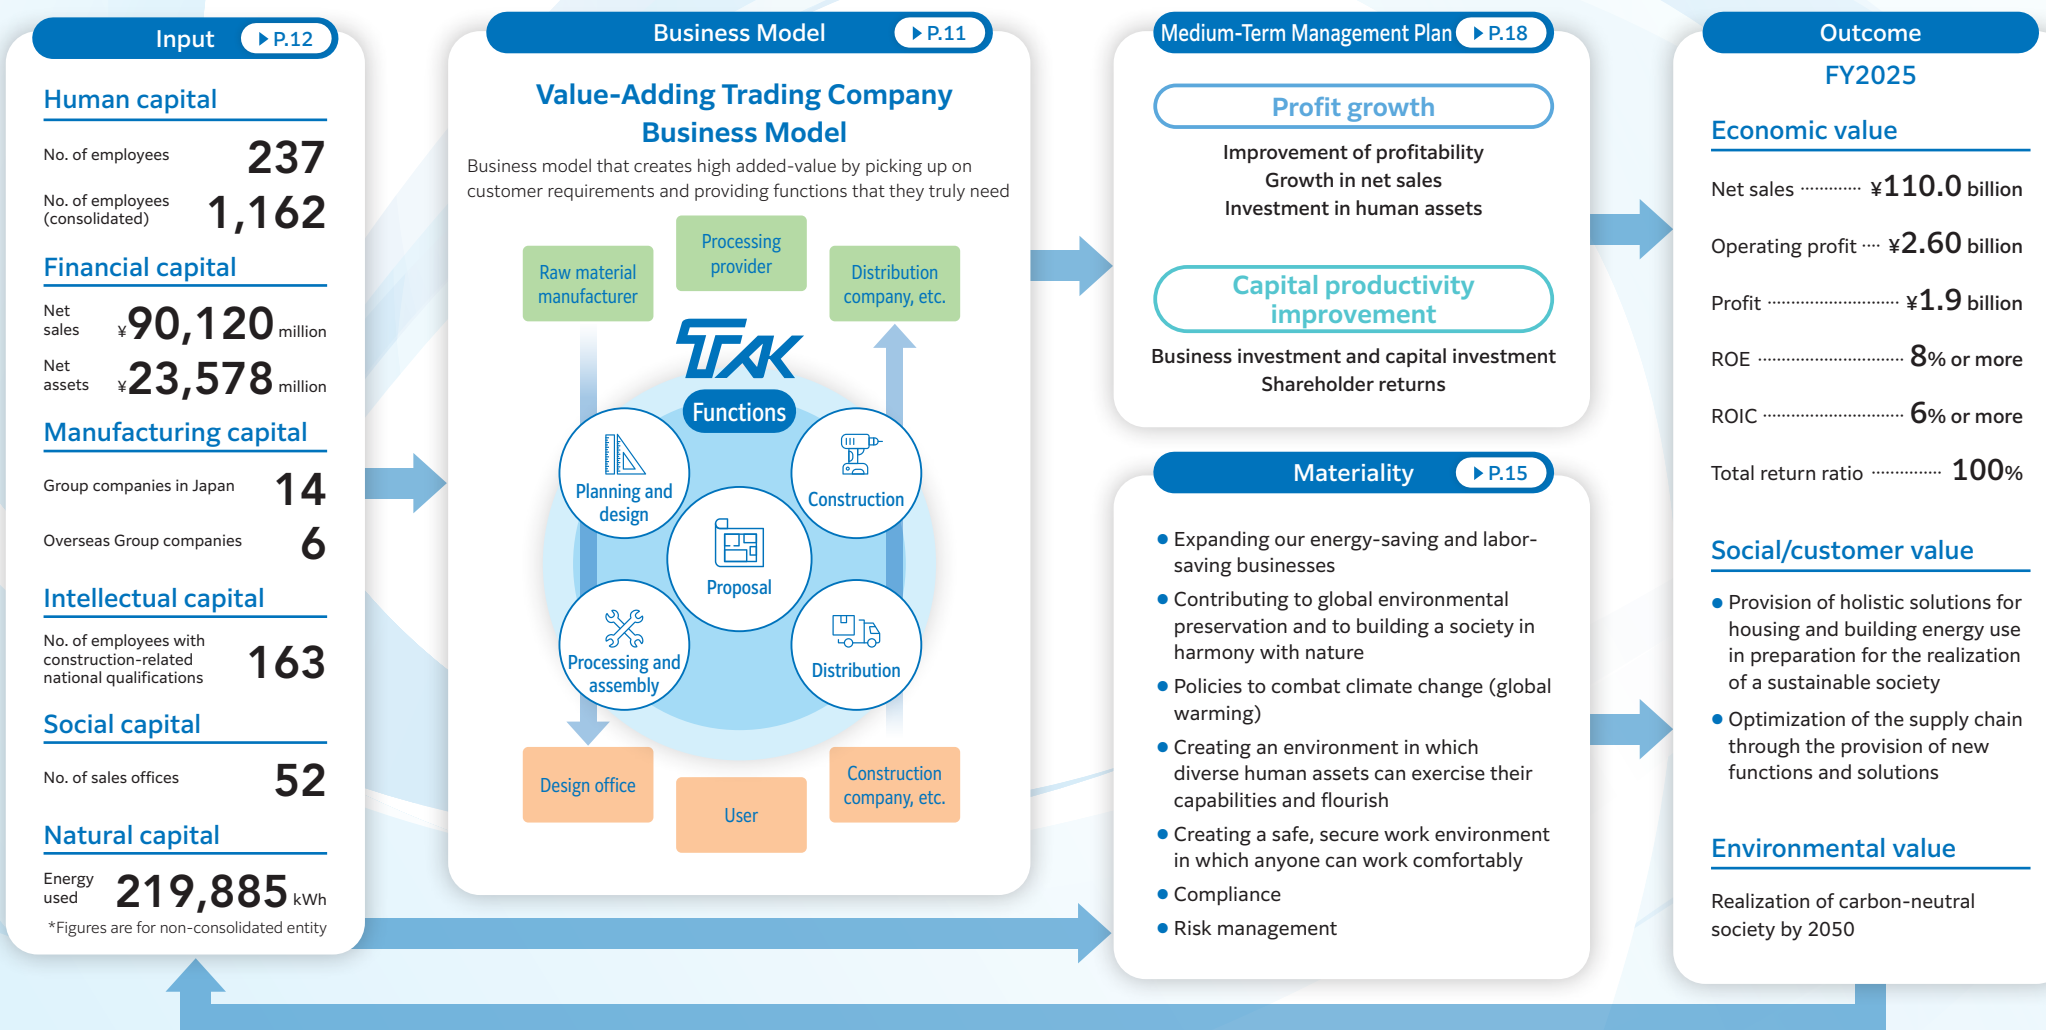 Input
P.12
Human capital
No. of employees 237
No. of employees
(consolidated) 1,162
Financial capital
Net
sales ¥90,120 million
Net
assets ¥23,578 million
Manufacturing capital
Group companies in Japan 14
Overseas Group companies 6
Intellectual capital
No. of employees with
construction-related
national qualifications 163
Social capital
No. of sales offices 52
Natural capital
Energy
used 219,885 kWh
*Figures are for non-consolidated entity
Business Model
P.11
Value-Adding Trading Company
Business Model
Business model that creates high added-value by picking up on
customer requirements and providing functions that they truly need
Raw material
manufacturer
Processing
provider
Distribution
company, etc.
TAK
Functions
Planning and
design
Construction
Proposal
Processing and
assembly
Distribution
Design office
User
Construction
company, etc.
Medium-Term Management Plan
P.18
Profit growth
Improvement of profitability
Growth in net sales
Investment in human assets
Capital productivity
improvement
Business investment and capital investment
Shareholder returns
Materiality
P.15
• Expanding our energy-saving and labor-
saving businesses
• Contributing to global environmental
preservation and to building a society in
harmony with nature
• Policies to combat climate change (global
warming)
• Creating an environment in which
diverse human assets can exercise their
capabilities and flourish
• Creating a safe, secure work environment
in which anyone can work comfortably
• Compliance
• Risk management
Outcome
FY2025
Economic value
Net sales ············· ¥110.0 billion
Operating profit ···· ¥2.60 billion
Profit ···························· ¥1.9 billion
ROE ······························· 8% or more
ROIC ······························ 6% or more
Total return ratio ··············· 100%
Social/customer value
• Provision of holistic solutions for
housing and building energy use
in preparation for the realization
of a sustainable society
• Optimization of the supply chain
through the provision of new
functions and solutions
Environmental value
Realization of carbon-neutral
society by 2050